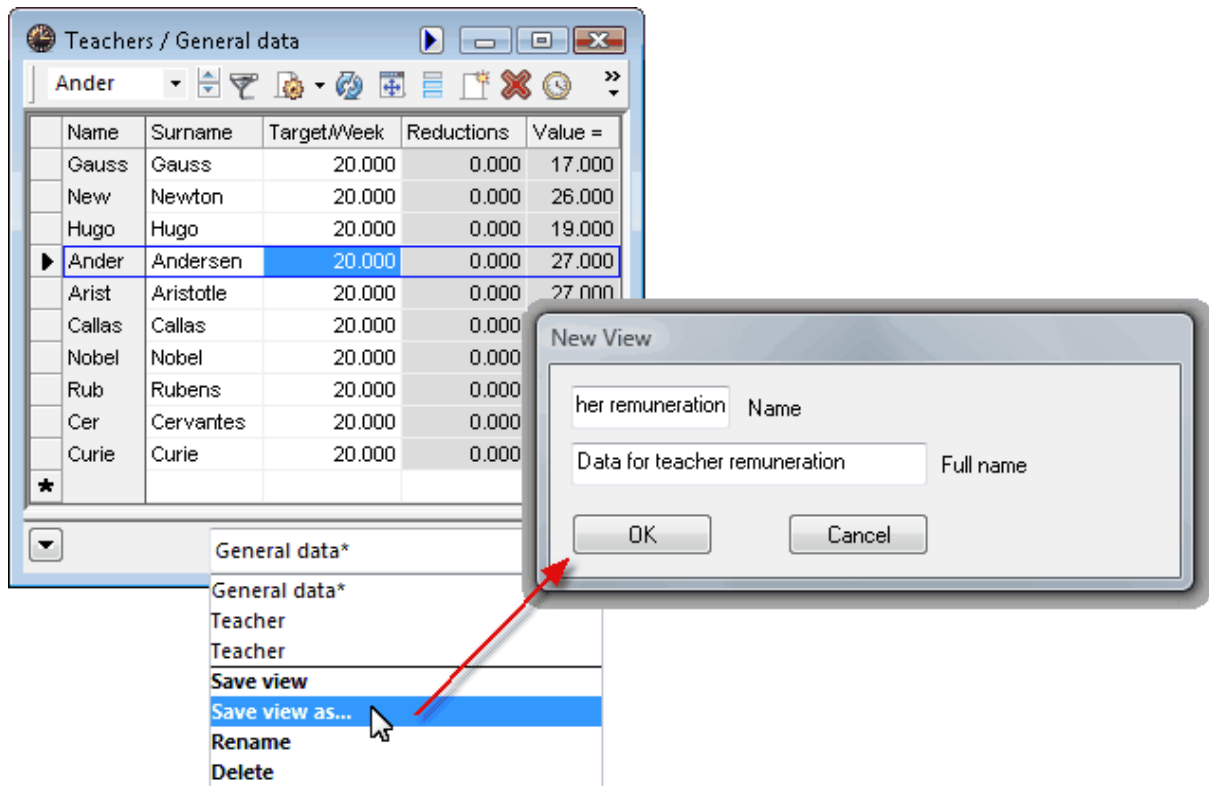 Teachers / General data
Ander
Name Surname Target/Week Reductions Value =
Gauss Gauss 20.000 0.000 17.000
New Newton 20.000 0.000 26.000
Hugo Hugo 20.000 0.000 19.000
Ander Andersen 20.000 0.000 27.000
Arist Aristotle 20.000 0.000 27.000
Callas Callas 20.000 0.000
Nobel Nobel 20.000 0.000
Rub Rubens 20.000 0.000
Cer Cervantes 20.000 0.000
Curie Curie 20.000 0.000
General data*
General data*
Teacher
Teacher
Save view
Save view as...
Rename
Delete
New View
her remuneration Name
Data for teacher remuneration Full name
OK Cancel